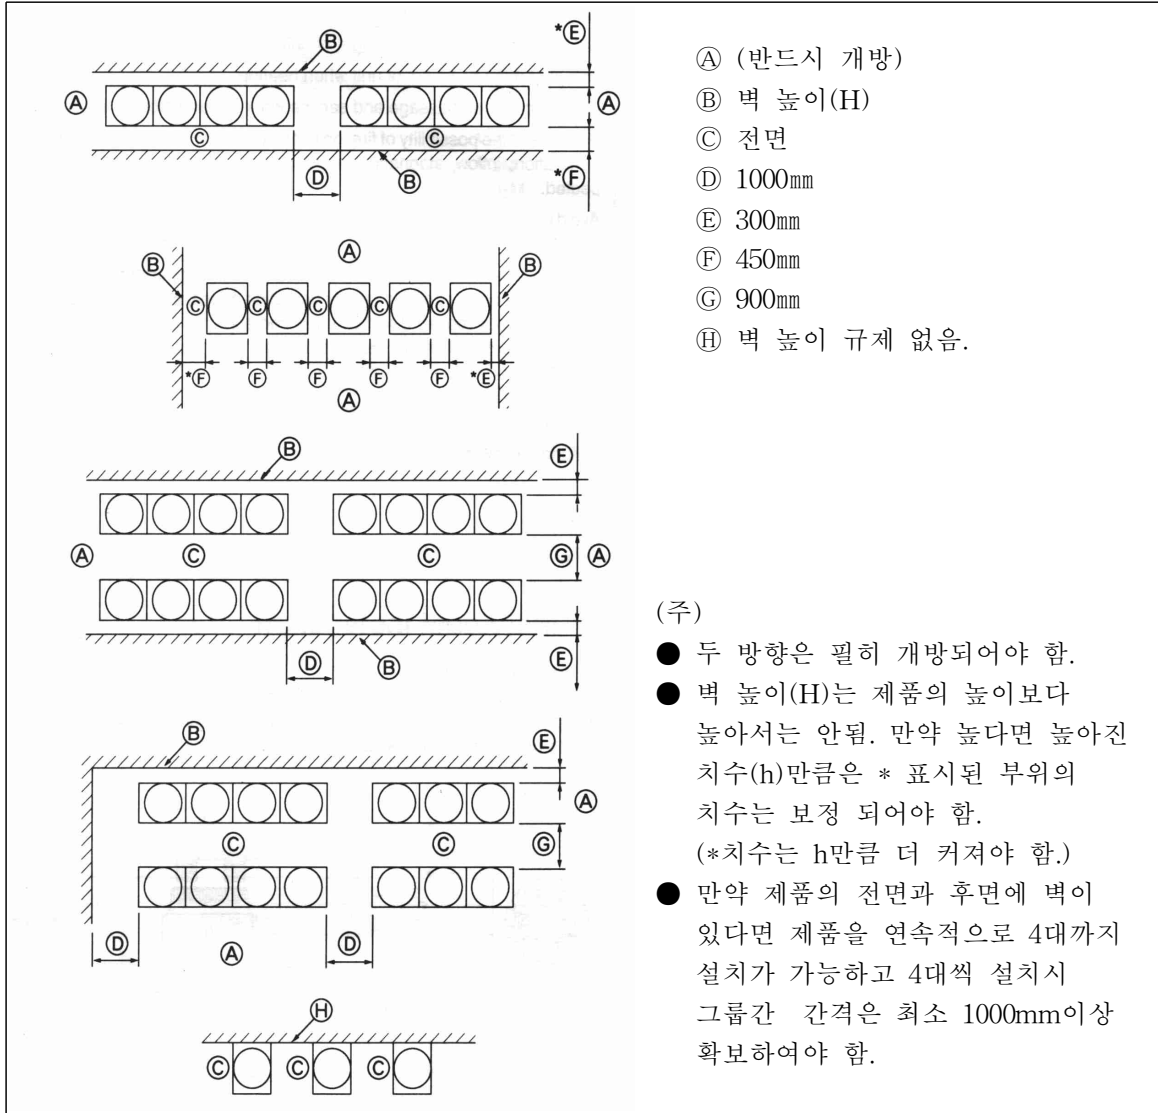 *Ⓔ
Ⓑ
Ⓐ Ⓐ
Ⓒ Ⓒ
Ⓓ Ⓑ *Ⓕ
Ⓐ
Ⓑ Ⓑ
Ⓒ Ⓒ Ⓒ Ⓒ Ⓒ
*Ⓕ Ⓕ Ⓕ Ⓕ Ⓕ *Ⓔ
Ⓐ
Ⓑ Ⓔ
Ⓐ Ⓒ Ⓒ Ⓖ Ⓐ
Ⓓ Ⓑ Ⓔ
Ⓑ Ⓔ
Ⓐ
Ⓒ Ⓒ Ⓖ
Ⓓ Ⓐ Ⓓ
Ⓗ
Ⓒ Ⓒ Ⓒ
Ⓐ (반드시 개방)
Ⓑ 벽 높이(H)
Ⓒ 전면
Ⓓ 1000㎜
Ⓔ 300㎜
Ⓕ 450㎜
Ⓖ 900㎜
Ⓗ 벽 높이 규제 없음.
(주)
● 두 방향은 필히 개방되어야 함.
● 벽 높이(H)는 제품의 높이보다
높아서는 안됨. 만약 높다면 높아진
치수(h)만큼은 * 표시된 부위의
치수는 보정 되어야 함.
(*치수는 h만큼 더 커져야 함.)
● 만약 제품의 전면과 후면에 벽이
있다면 제품을 연속적으로 4대까지
설치가 가능하고 4대씩 설치시
그룹간 간격은 최소 1000mm이상
확보하여야 함.